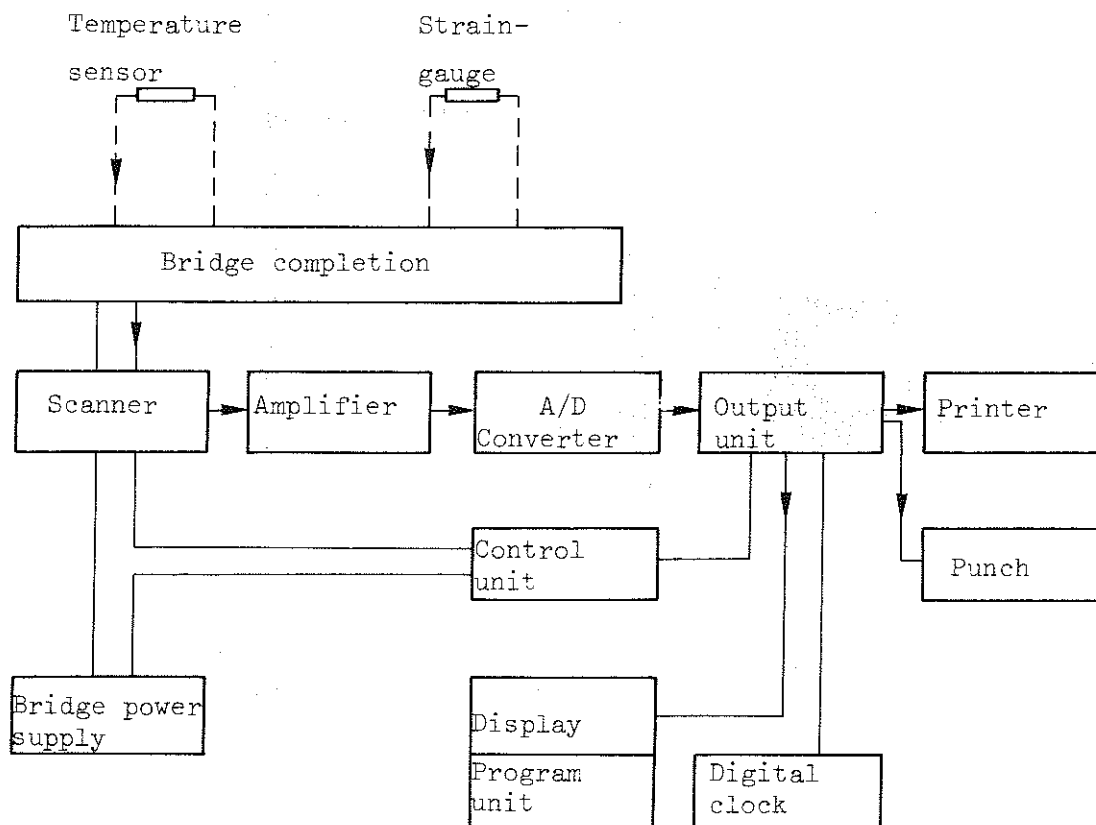 Temperature
sensor
Strain-
gauge
Bridge completion
Scanner
Amplifier
A/D
Converter
Output
unit
Printer
Control
unit
Punch
Bridge power
supply
Display
Program
unit
Digital
clock